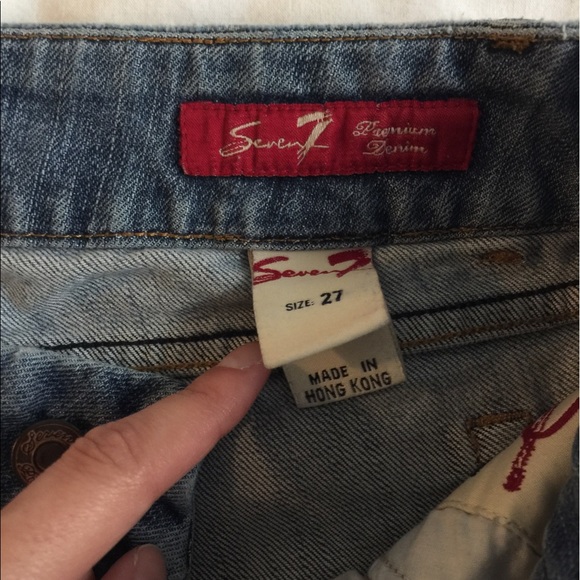 Seven7 Premium
Denim
Seven7
SIZE: 27
MADE IN
HONG KONG